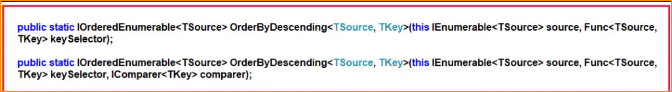 public static IOrderedEnumerable<TSource> OrderByDescending<TSource, TKey>(this IEnumerable<TSource> source, Func<TSource,
TKey> keySelector);
public static IOrderedEnumerable<TSource> OrderByDescending<TSource, TKey>(this IEnumerable<TSource> source, Func<TSource,
TKey> keySelector, IComparer<TKey> comparer);